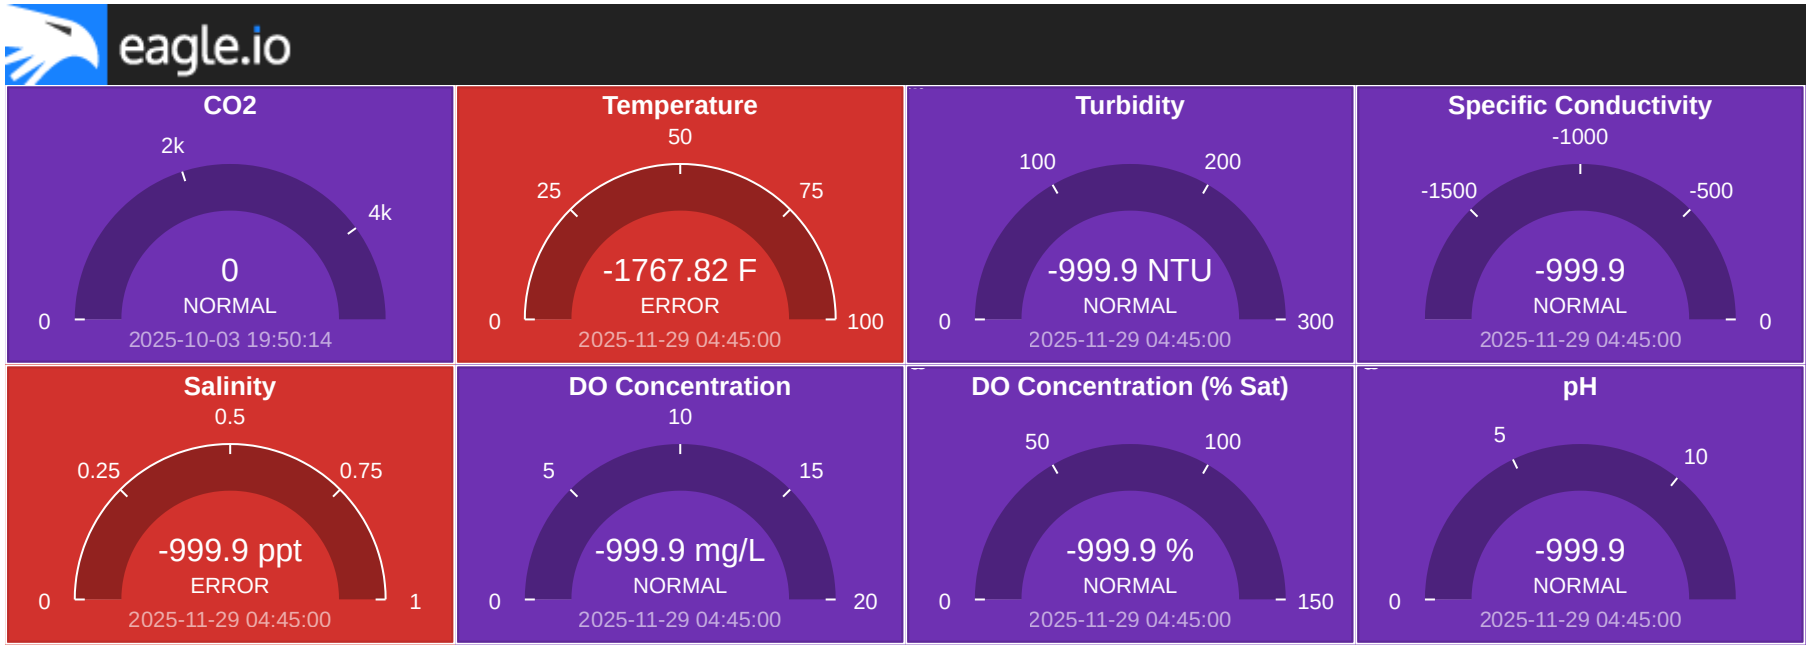 eagle.io
CO2
2k
4k
0
NORMAL
0
2025-10-03 19:50:14
Temperature
50
25
75
-1767.82 F
ERROR
0
100
2025-11-29 04:45:00
Turbidity
100
200
-999.9 NTU
NORMAL
0
300
2025-11-29 04:45:00
Specific Conductivity
-1000
-1500
-500
-999.9
NORMAL
0
2025-11-29 04:45:00
Salinity
0.5
0.25
0.75
-999.9 ppt
ERROR
0
1
2025-11-29 04:45:00
DO Concentration
10
5
15
-999.9 mg/L
NORMAL
0
20
2025-11-29 04:45:00
DO Concentration (% Sat)
50
100
-999.9 %
NORMAL
0
150
2025-11-29 04:45:00
pH
5
10
-999.9
NORMAL
0
2025-11-29 04:45:00